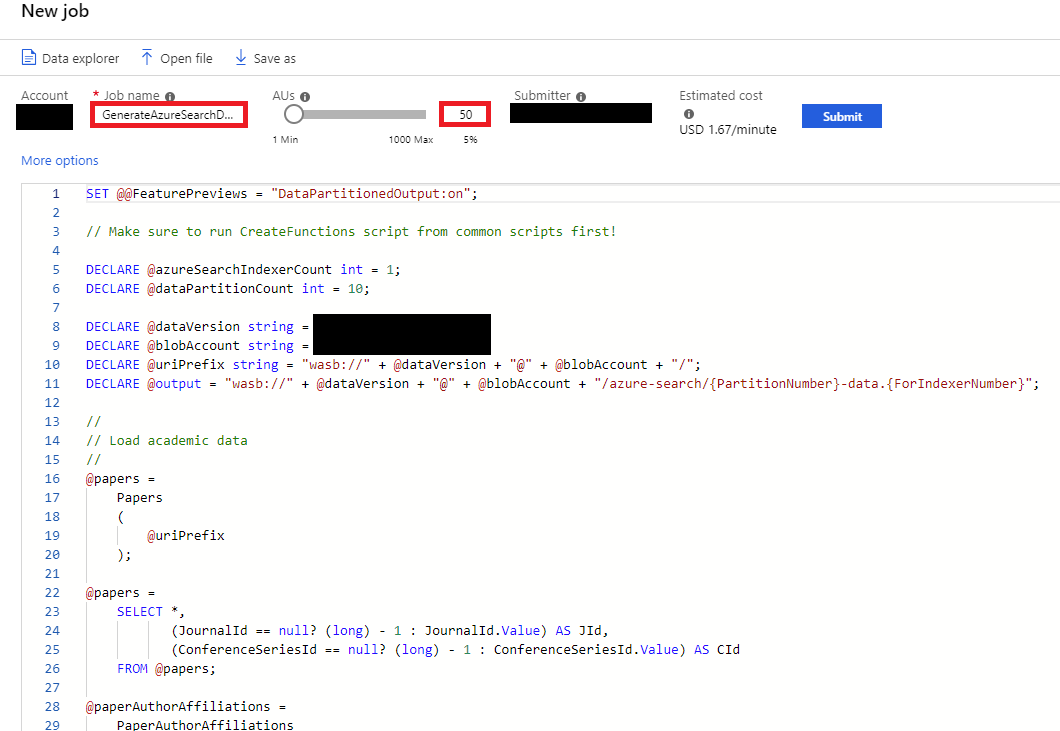 New job
Data explorer Open file Save as
Account * Job name AUs Submitter Estimated cost
GenerateAzureSearchD... 50 USD 1.67/minute Submit
1 Min 1000 Max 5%
More options
1 SET @@FeaturePreviews = "DataPartitionedOutput:on";
2
3 // Make sure to run CreateFunctions script from common scripts first!
4
5 DECLARE @azureSearchIndexerCount int = 1;
6 DECLARE @dataPartitionCount int = 10;
7
8 DECLARE @dataVersion string =
9 DECLARE @blobAccount string =
10 DECLARE @uriPrefix string = "wasb://" + @dataVersion + "@" + @blobAccount + "/";
11 DECLARE @output = "wasb://" + @dataVersion + "@" + @blobAccount + "/azure-search/{PartitionNumber}-data.{ForIndexerNumber}";
12
13 //
14 // Load academic data
15 //
16 @papers =
17 Papers
18 (
19 @uriPrefix
20 );
21
22 @papers =
23 SELECT *,
24 (JournalId == null? (long) - 1 : JournalId.Value) AS JId,
25 (ConferenceSeriesId == null? (long) - 1 : ConferenceSeriesId.Value) AS CId
26 FROM @papers;
27
28 @paperAuthorAffiliations =
29 PaperAuthorAffiliations